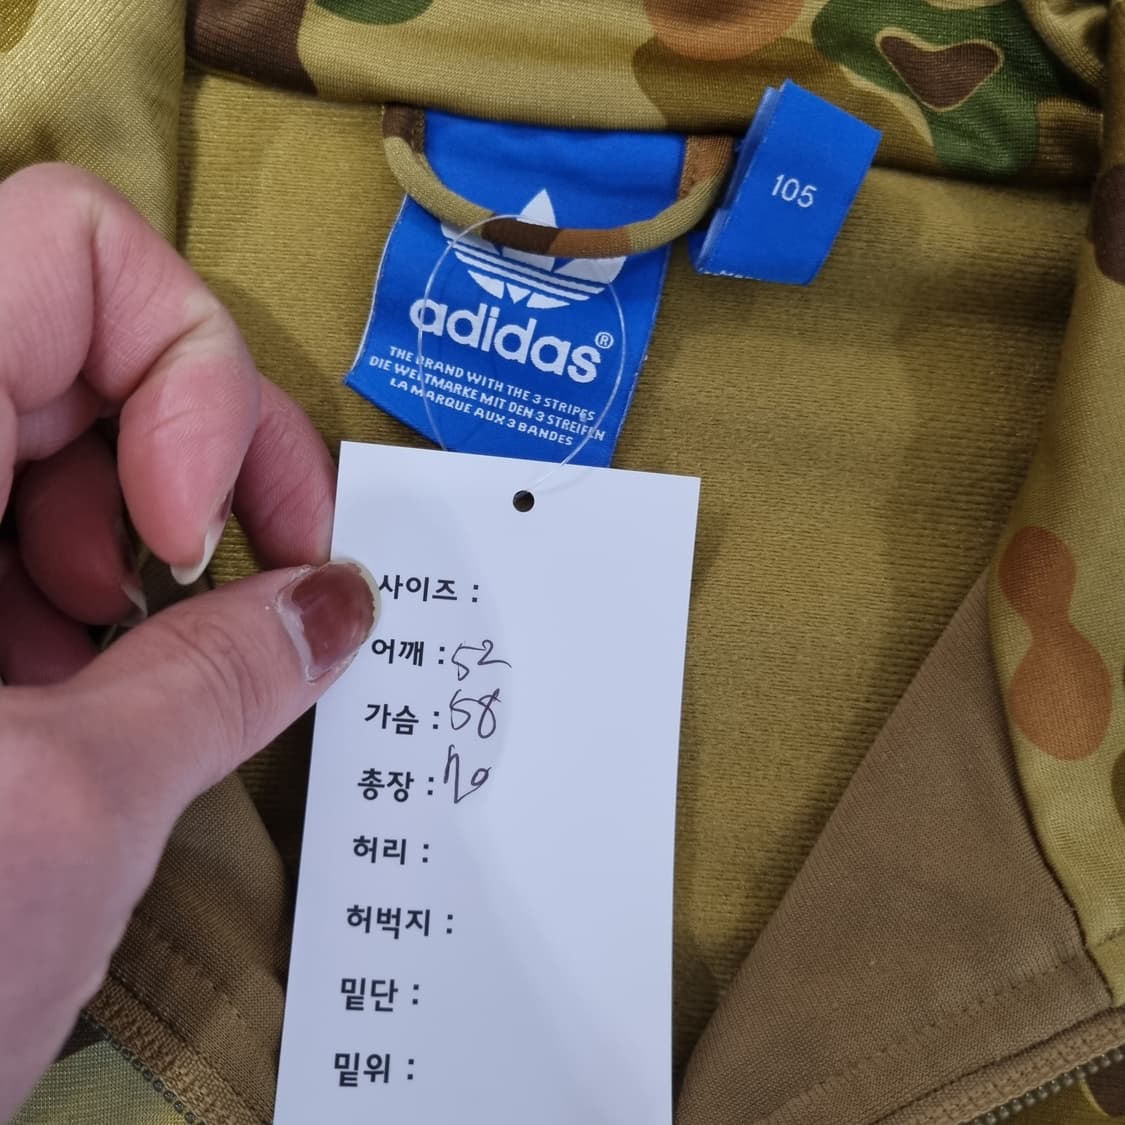 105
adidas®
THE BRAND WITH THE 3 STRIPES
DIE WELTMARKE MIT DEN 3 STREIFEN
LA MARQUE AUX 3 BANDES
사이즈 :
어깨 : 52
가슴 : 58
총장 : 70
허리 :
허벅지 :
밑단 :
밑위 :